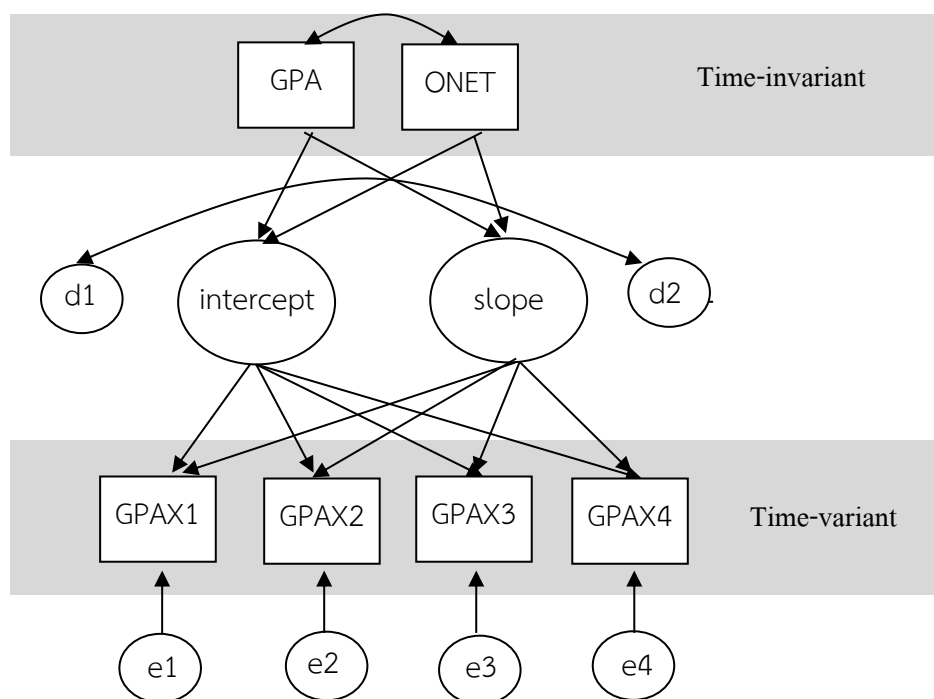 GPA
ONET
Time-invariant
d1
intercept
slope
d2
GPAX1
GPAX2
GPAX3
GPAX4
Time-variant
e1
e2
e3
e4